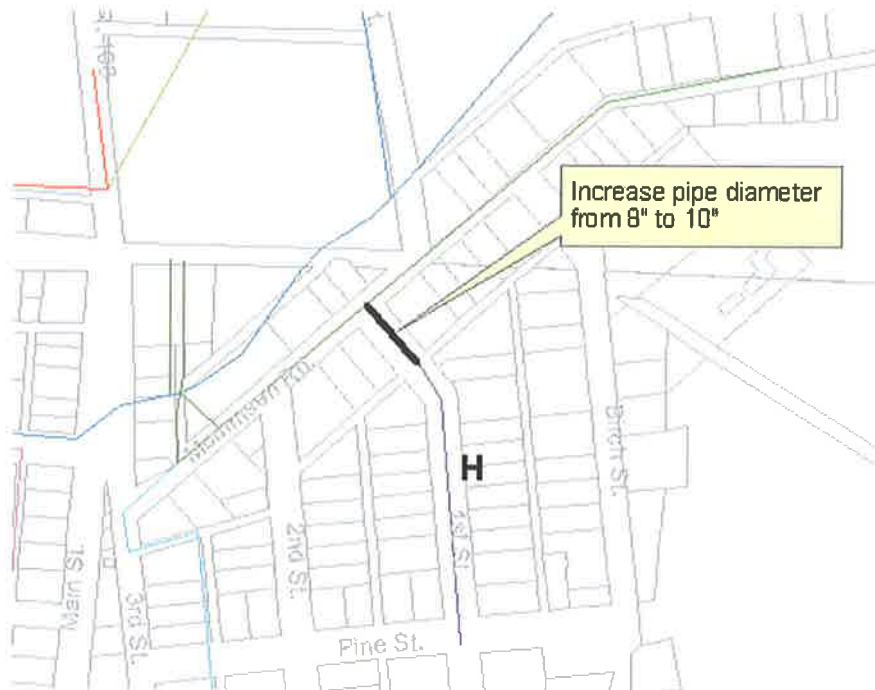 Increase pipe diameter
from 8" to 10"
Birch St.
H
1st St.
2nd St.
3rd St.
Main St.
Pine St.